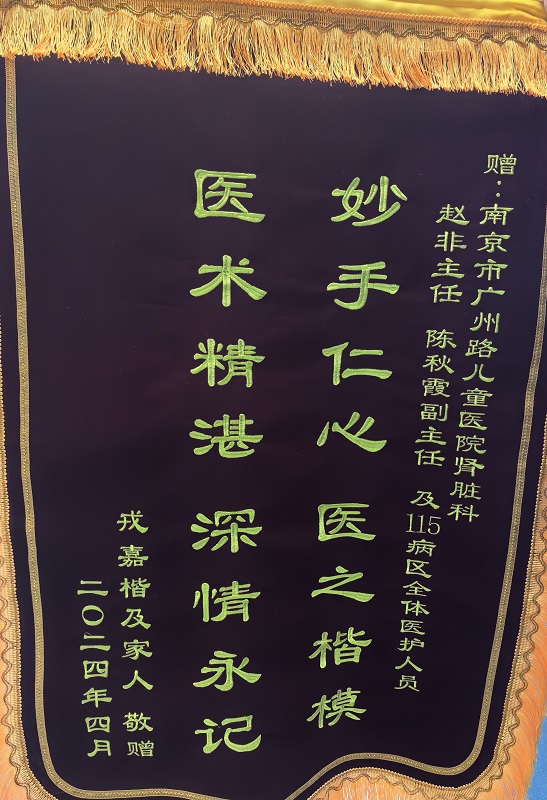 赠：南京市广州路儿童医院肾脏科
赵非主任 陈秋霞副主任 及115病区全体医护人员
妙手仁心 医之楷模
医术精湛 深情永记
戎嘉楷及家人 敬赠
二〇二四年四月